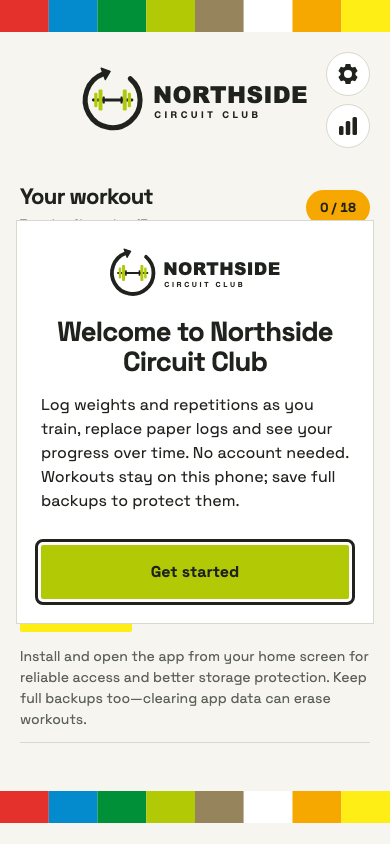 NORTHSIDE
CIRCUIT CLUB
Your workout
0 / 18
NORTHSIDE
CIRCUIT CLUB
Welcome to Northside
Circuit Club
Log weights and repetitions as you
train, replace paper logs and see your
progress over time. No account needed.
Workouts stay on this phone; save full
backups to protect them.
Get started
Install and open the app from your home screen for
reliable access and better storage protection. Keep
full backups too—clearing app data can erase
workouts.